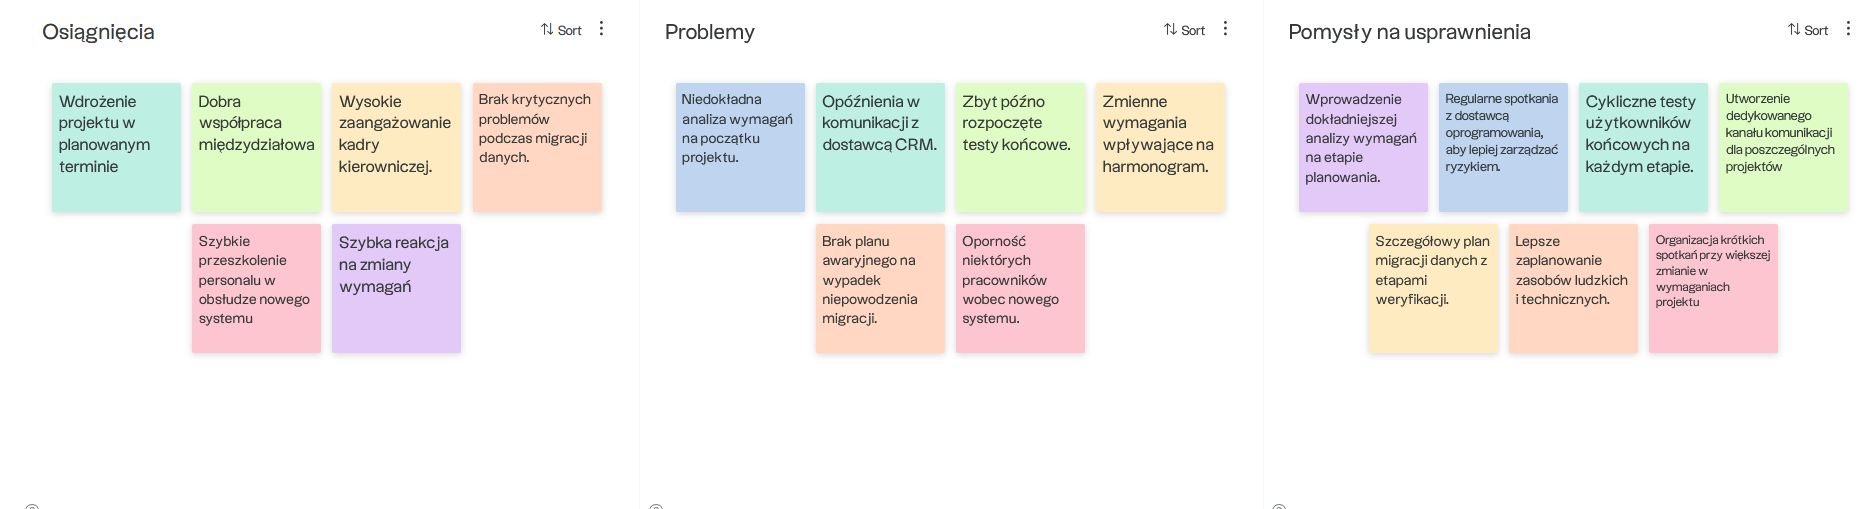 Osiągnięcia
Sort
Wdrożenie
projektu w
planowanym
terminie
Dobra
współpraca
międzydziałowa
Wysokie
zaangażowanie
kadry
kierowniczej.
Brak krytycznych
problemów
podczas migracji
danych.
Szybkie
przeszkolenie
personalu w
obsłudze nowego
systemu
Szybka reakcja
na zmiany
wymagań
Problemy
Sort
Niedokładna
analiza wymagań
na początku
projektu.
Opóźnienia w
komunikacji z
dostawcą CRM.
Zbyt późno
rozpoczęte
testy końcowe.
Zmienne
wymagania
wpływające na
harmonogram.
Brak planu
awaryjnego na
wypadek
niepowodzenia
migracji.
Oporność
niektórych
pracowników
wobec nowego
systemu.
Pomysły na usprawnienia
Sort
Wprowadzenie
dokładniejszej
analizy wymagań
na etapie
planowania.
Regularne spotkania
z dostawcą
oprogramowania,
aby lepiej zarządzać
ryzykiem.
Cykliczne testy
użytkowników
końcowych na
każdym etapie.
Utworzenie
dedykowanego
kanału komunikacji
dla poszczególnych
projektów
Szczegółowy plan
migracji danych z
etapami
weryfikacji.
Lepsze
zaplanowanie
zasobów ludzkich
i technicznych.
Organizacja krótkich
spotkań przy większej
zmianie w
wymaganiach
projektu